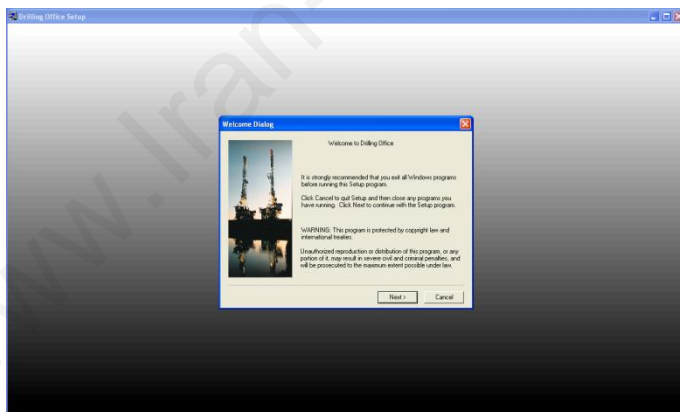 Drilling Office Setup
Welcome Dialog
Welcome to Drilling Office
It is strongly recommended that you exit all Windows programs
before running this Setup program.
Click Cancel to quit Setup and then close any programs you
have running. Click Next to continue with the Setup program.
WARNING: This program is protected by copyright law and
international treaties.
Unauthorized reproduction or distribution of this program, or any
portion of it, may result in severe civil and criminal penalties, and
will be prosecuted to the maximum extent possible under law.
Next >
Cancel
www.Iran-